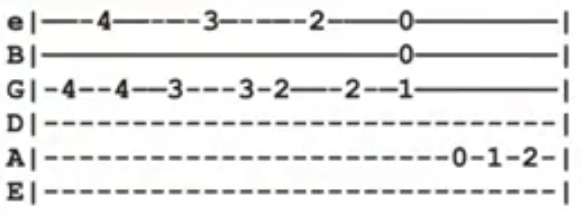 e|——--4——---3-----—2—-——0——————---|
B|————————————————0——————---|
G|-4--4-—3---3-2-—--2--—1——————---|
D|------------------------------|
A|-----------------------0-1-2-|
E|------------------------------|